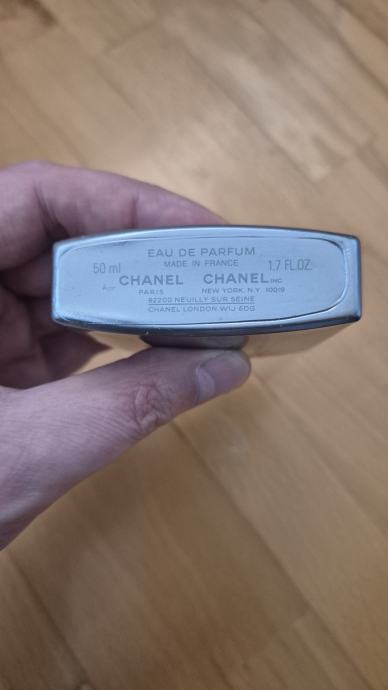 EAU DE PARFUM
MADE IN FRANCE
50 ml 1.7 FL.OZ.
CHANEL CHANEL INC
PARIS NEW YORK N.Y. 10019
92200 NEUILLY SUR SEINE
CHANEL LONDON W1J 6DG